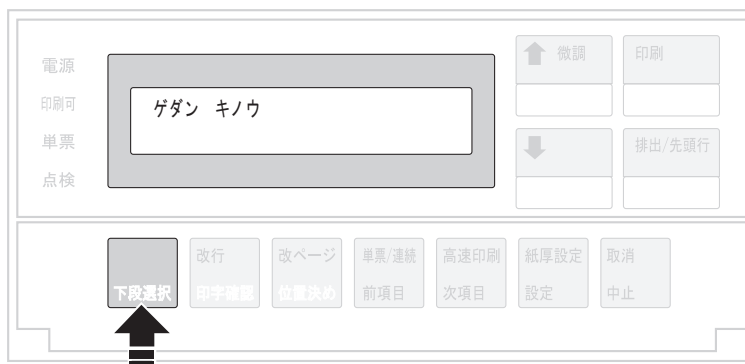 電源
印刷可
単票
点検
ゲダン キノウ
微調
印刷
排出/先頭行
下段選択
改行
印字確認
改ページ
位置決め
単票/連続
前項目
高速印刷
次項目
紙厚設定
設定
取消
中止